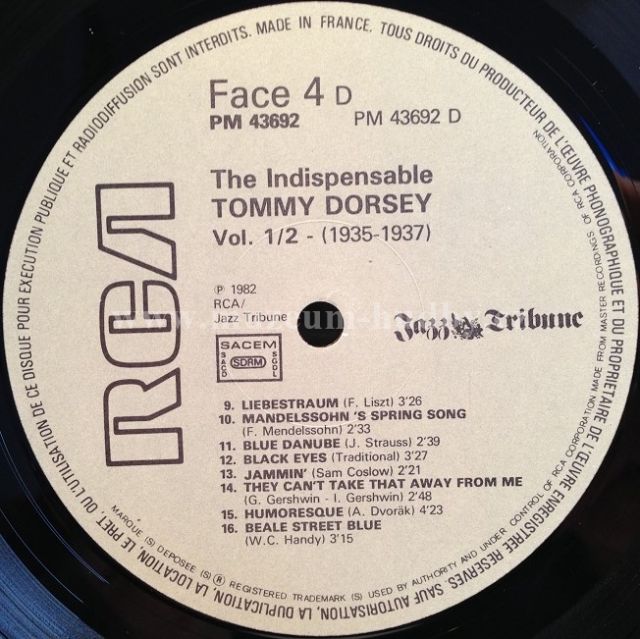 Face 4 D
PM 43692 PM 43692 D
The Indispensable
TOMMY DORSEY
Vol. 1/2 - (1935-1937)
RCA
℗ 1982
RCA/
Jazz Tribune
Jazz Tribune
SACEM
SACD SDRM SGDL
9. LIEBESTRAUM (F. Liszt) 3'26
10. MANDELSSOHN 'S SPRING SONG
(F. Mendelssohn) 2'33
11. BLUE DANUBE (J. Strauss) 2'39
12. BLACK EYES (Traditional) 3'27
13. JAMMIN' (Sam Coslow) 2'21
14. THEY CAN'T TAKE THAT AWAY FROM ME
(G. Gershwin - I. Gershwin) 2'48
15. HUMORESQUE (A. Dvořák) 4'23
16. BEALE STREET BLUE
(W.C. Handy) 3'15
MADE IN FRANCE. TOUS DROITS DU PRODUCTEUR DE L'ŒUVRE PHONOGRAPHIQUE ET DU PROPRIETAIRE DE L'ŒUVRE ENREGISTREE RESERVES. SAUF AUTORISATION, LA DUPLICATION, LA LOCATION, LE PRET, OU L'UTILISATION DE CE DISQUE POUR EXECUTION PUBLIQUE ET RADIODIFFUSION SONT INTERDITS.
MARQUE (S) DEPOSEE (S) ® REGISTERED TRADEMARK (S) USED BY AUTHORITY AND UNDER CONTROL OF RCA CORPORATION MADE FROM MASTER RECORDINGS OF RCA CORPORATION